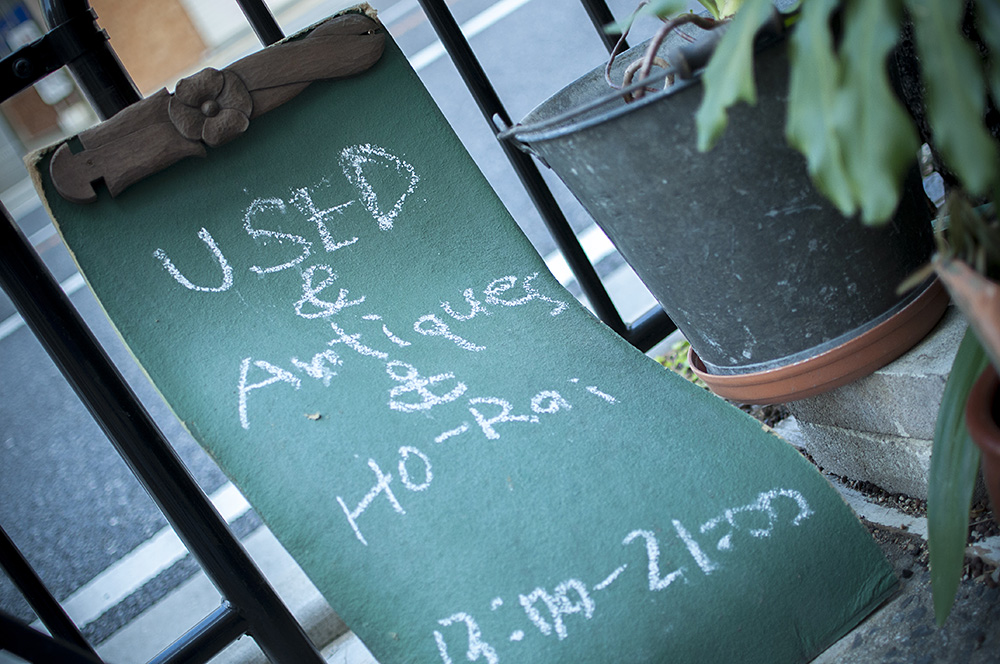 USED
&
Antiques
&
Ho-Rai
13:00-21:00